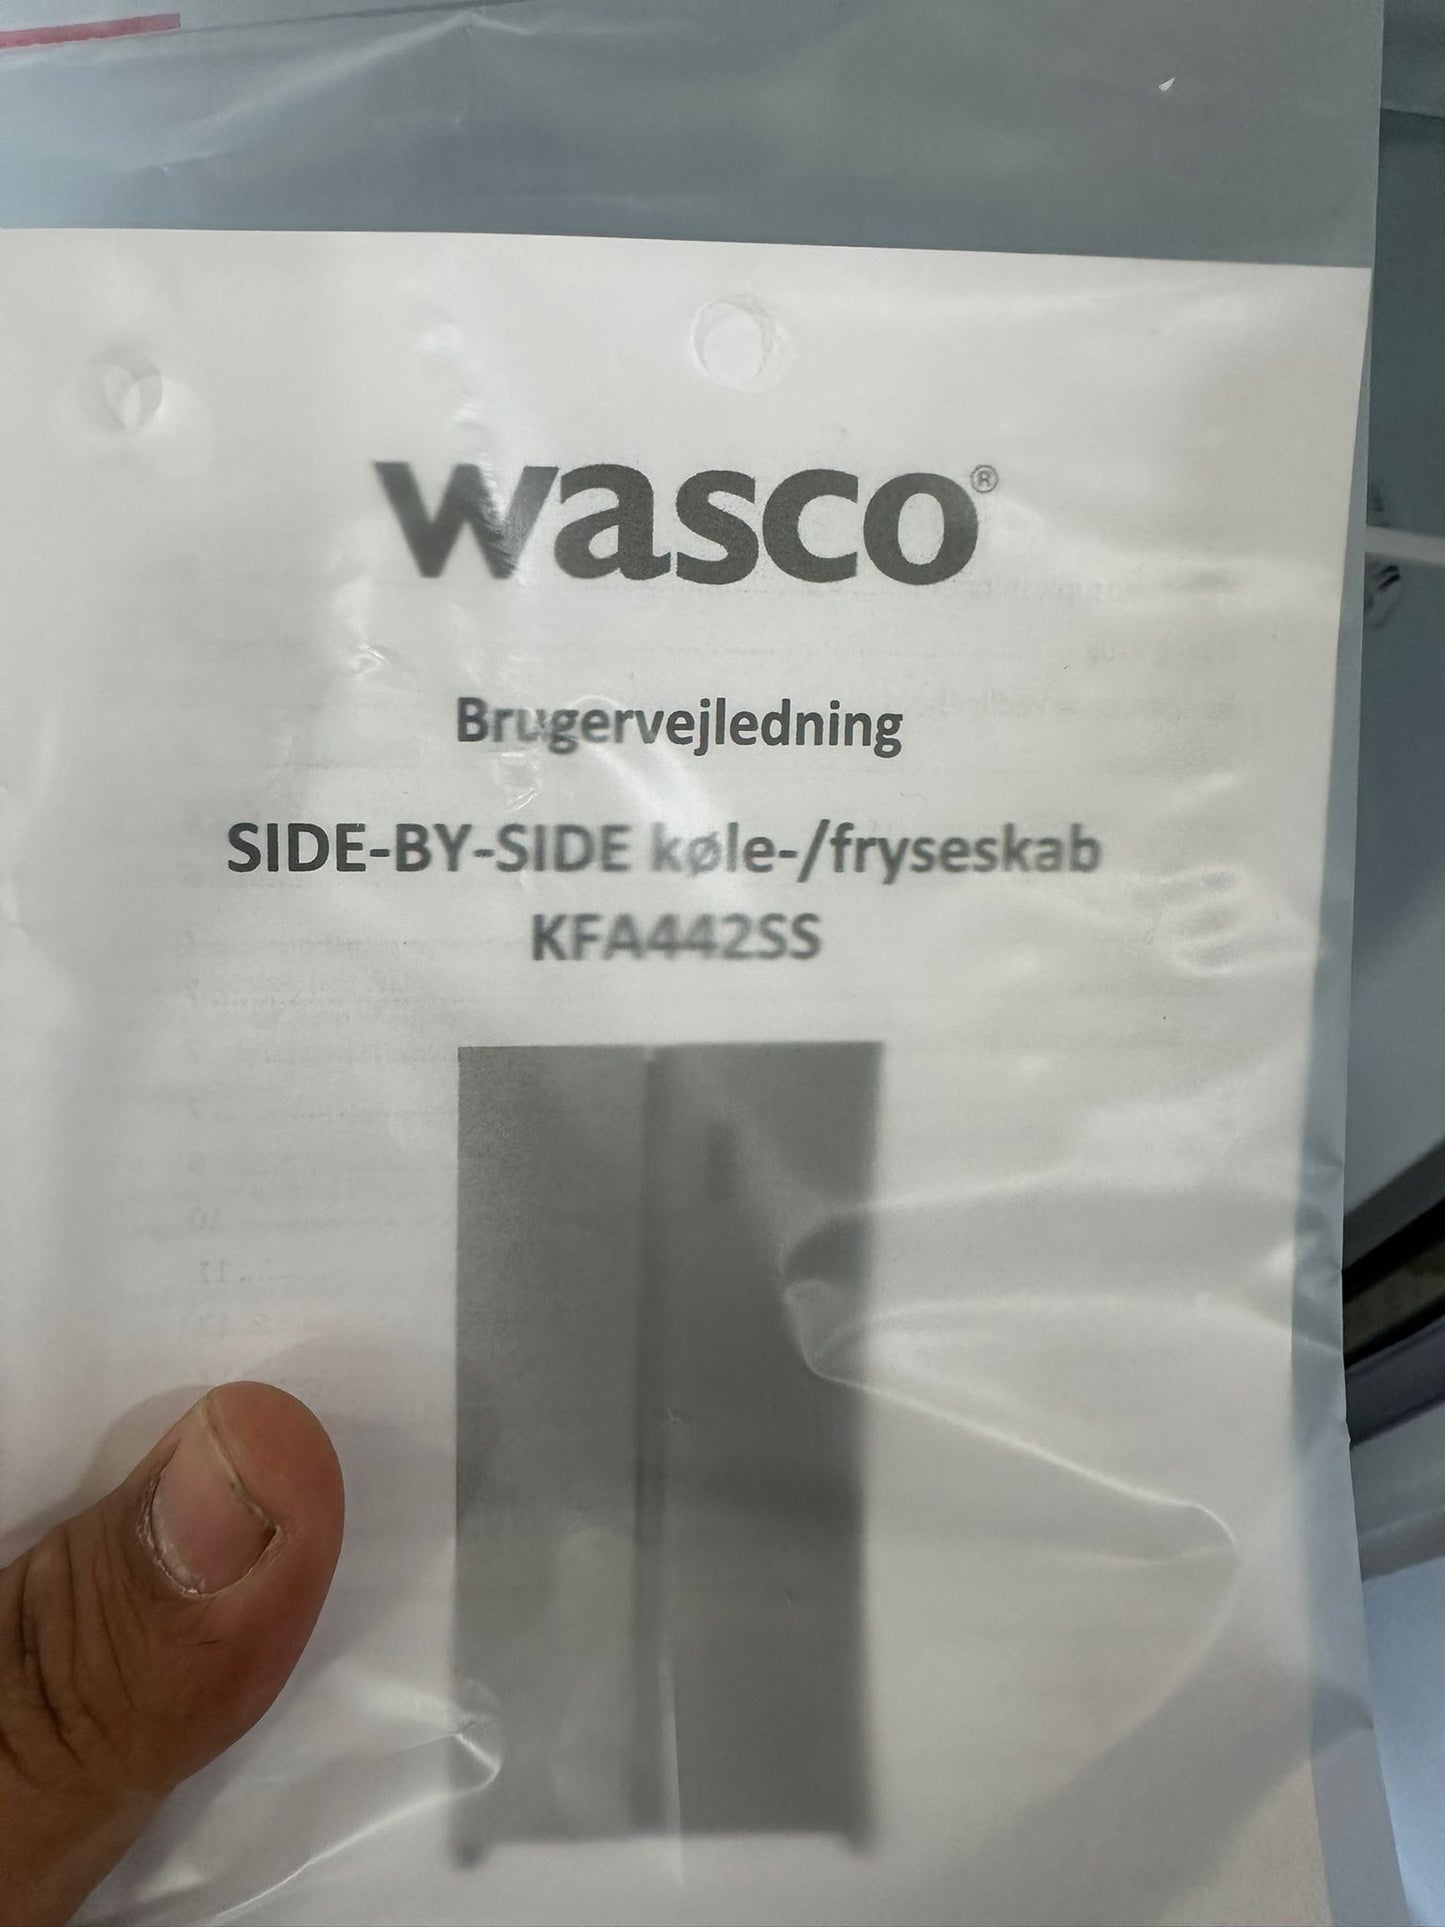 wasco®
Brugervejledning
SIDE-BY-SIDE køle-/fryseskab
KFA442SS